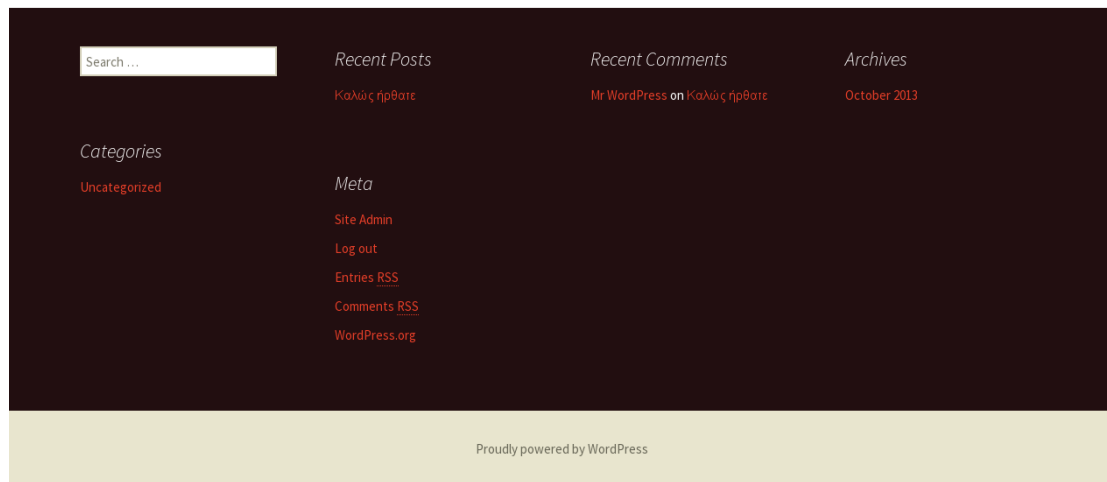 Search …
Recent Posts
Καλώς ήρθατε
Recent Comments
Mr WordPress on Καλώς ήρθατε
Archives
October 2013
Categories
Uncategorized
Meta
Site Admin
Log out
Entries RSS
Comments RSS
WordPress.org
Proudly powered by WordPress